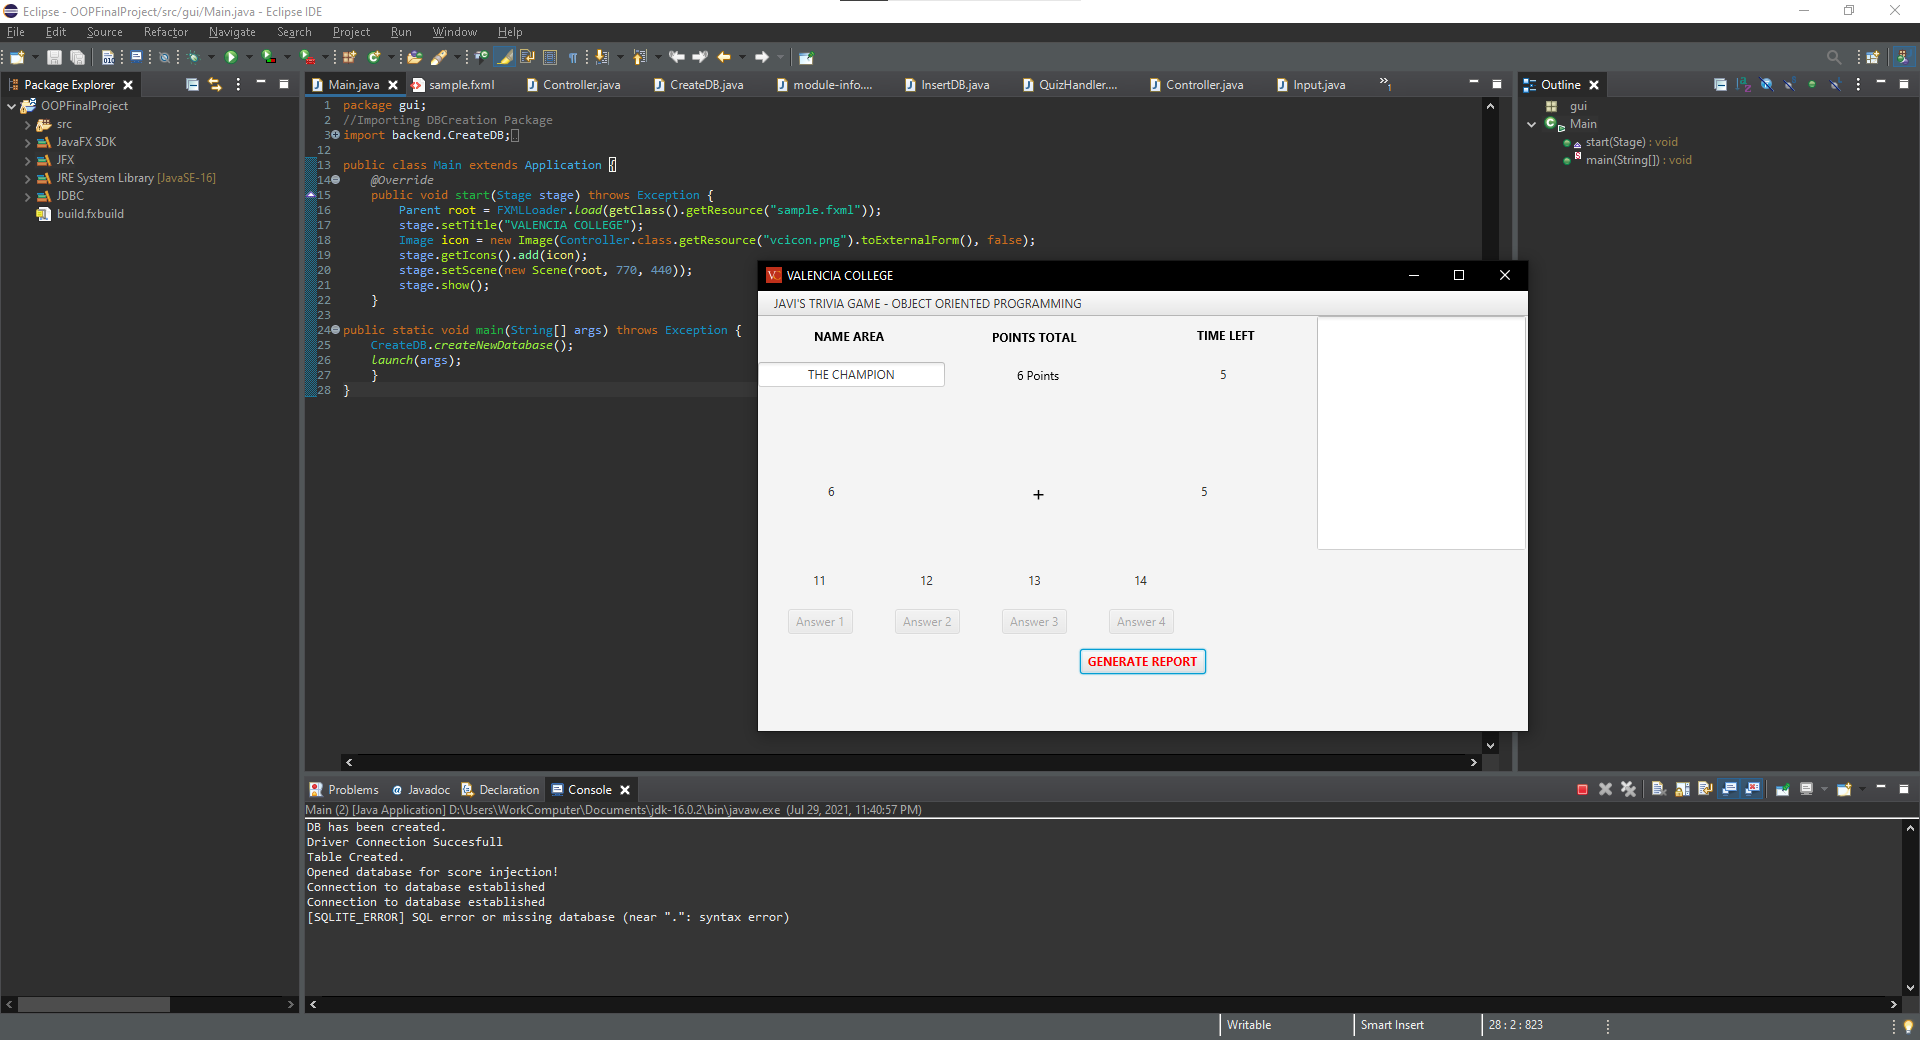 Eclipse - OOPFinalProject/src/gui/Main.java - Eclipse IDE
File Edit Source Refactor Navigate Search Project Run Window Help
Package Explorer
Main.java sample.fxml Controller.java CreateDB.java module-info.... InsertDB.java QuizHandler.... Controller.java Input.java »1
Outline
OOPFinalProject
src
JavaFX SDK
JFX
JRE System Library [JavaSE-16]
JDBC
build.fxbuild
1 package gui;
2 //Importing DBCreation Package
3 import backend.CreateDB;
12
13 public class Main extends Application {
14 @Override
15 public void start(Stage stage) throws Exception {
16 Parent root = FXMLLoader.load(getClass().getResource("sample.fxml"));
17 stage.setTitle("VALENCIA COLLEGE");
18 Image icon = new Image(Controller.class.getResource("vcicon.png").toExternalForm(), false);
19 stage.getIcons().add(icon);
20 stage.setScene(new Scene(root, 770, 440));
21 stage.show();
22 }
23
24 public static void main(String[] args) throws Exception {
25 CreateDB.createNewDatabase();
26 launch(args);
27 }
28 }
gui
Main
start(Stage) : void
main(String[]) : void
VC VALENCIA COLLEGE
JAVI'S TRIVIA GAME - OBJECT ORIENTED PROGRAMMING
NAME AREA POINTS TOTAL TIME LEFT
THE CHAMPION 6 Points 5
6 + 5
11 12 13 14
Answer 1 Answer 2 Answer 3 Answer 4
GENERATE REPORT
Problems @ Javadoc Declaration Console
Main (2) [Java Application] D:\Users\WorkComputer\Documents\jdk-16.0.2\bin\javaw.exe (Jul 29, 2021, 11:40:57 PM)
DB has been created.
Driver Connection Succesfull
Table Created.
Opened database for score injection!
Connection to database established
Connection to database established
[SQLITE_ERROR] SQL error or missing database (near ".": syntax error)
Writable Smart Insert 28 : 2 : 823